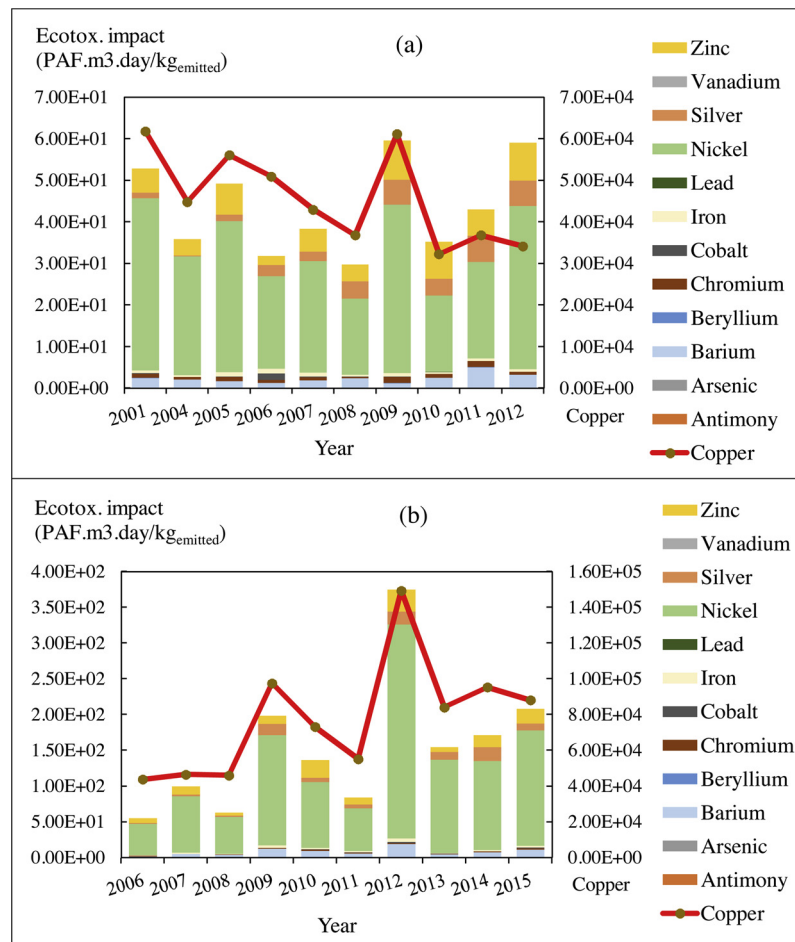 Ecotox. impact
(PAF.m3.day/kgemitted)
(a)
7.00E+01
6.00E+01
5.00E+01
4.00E+01
3.00E+01
2.00E+01
1.00E+01
0.00E+00
7.00E+04
6.00E+04
5.00E+04
4.00E+04
3.00E+04
2.00E+04
1.00E+04
0.00E+00
2001 2004 2005 2006 2007 2008 2009 2010 2011 2012
Copper
Year
Zinc
Vanadium
Silver
Nickel
Lead
Iron
Cobalt
Chromium
Beryllium
Barium
Arsenic
Antimony
Copper
Ecotox. impact
(PAF.m3.day/kgemitted)
(b)
4.00E+02
3.50E+02
3.00E+02
2.50E+02
2.00E+02
1.50E+02
1.00E+02
5.00E+01
0.00E+00
1.60E+05
1.40E+05
1.20E+05
1.00E+05
8.00E+04
6.00E+04
4.00E+04
2.00E+04
0.00E+00
2006 2007 2008 2009 2010 2011 2012 2013 2014 2015
Copper
Year
Zinc
Vanadium
Silver
Nickel
Lead
Iron
Cobalt
Chromium
Beryllium
Barium
Arsenic
Antimony
Copper